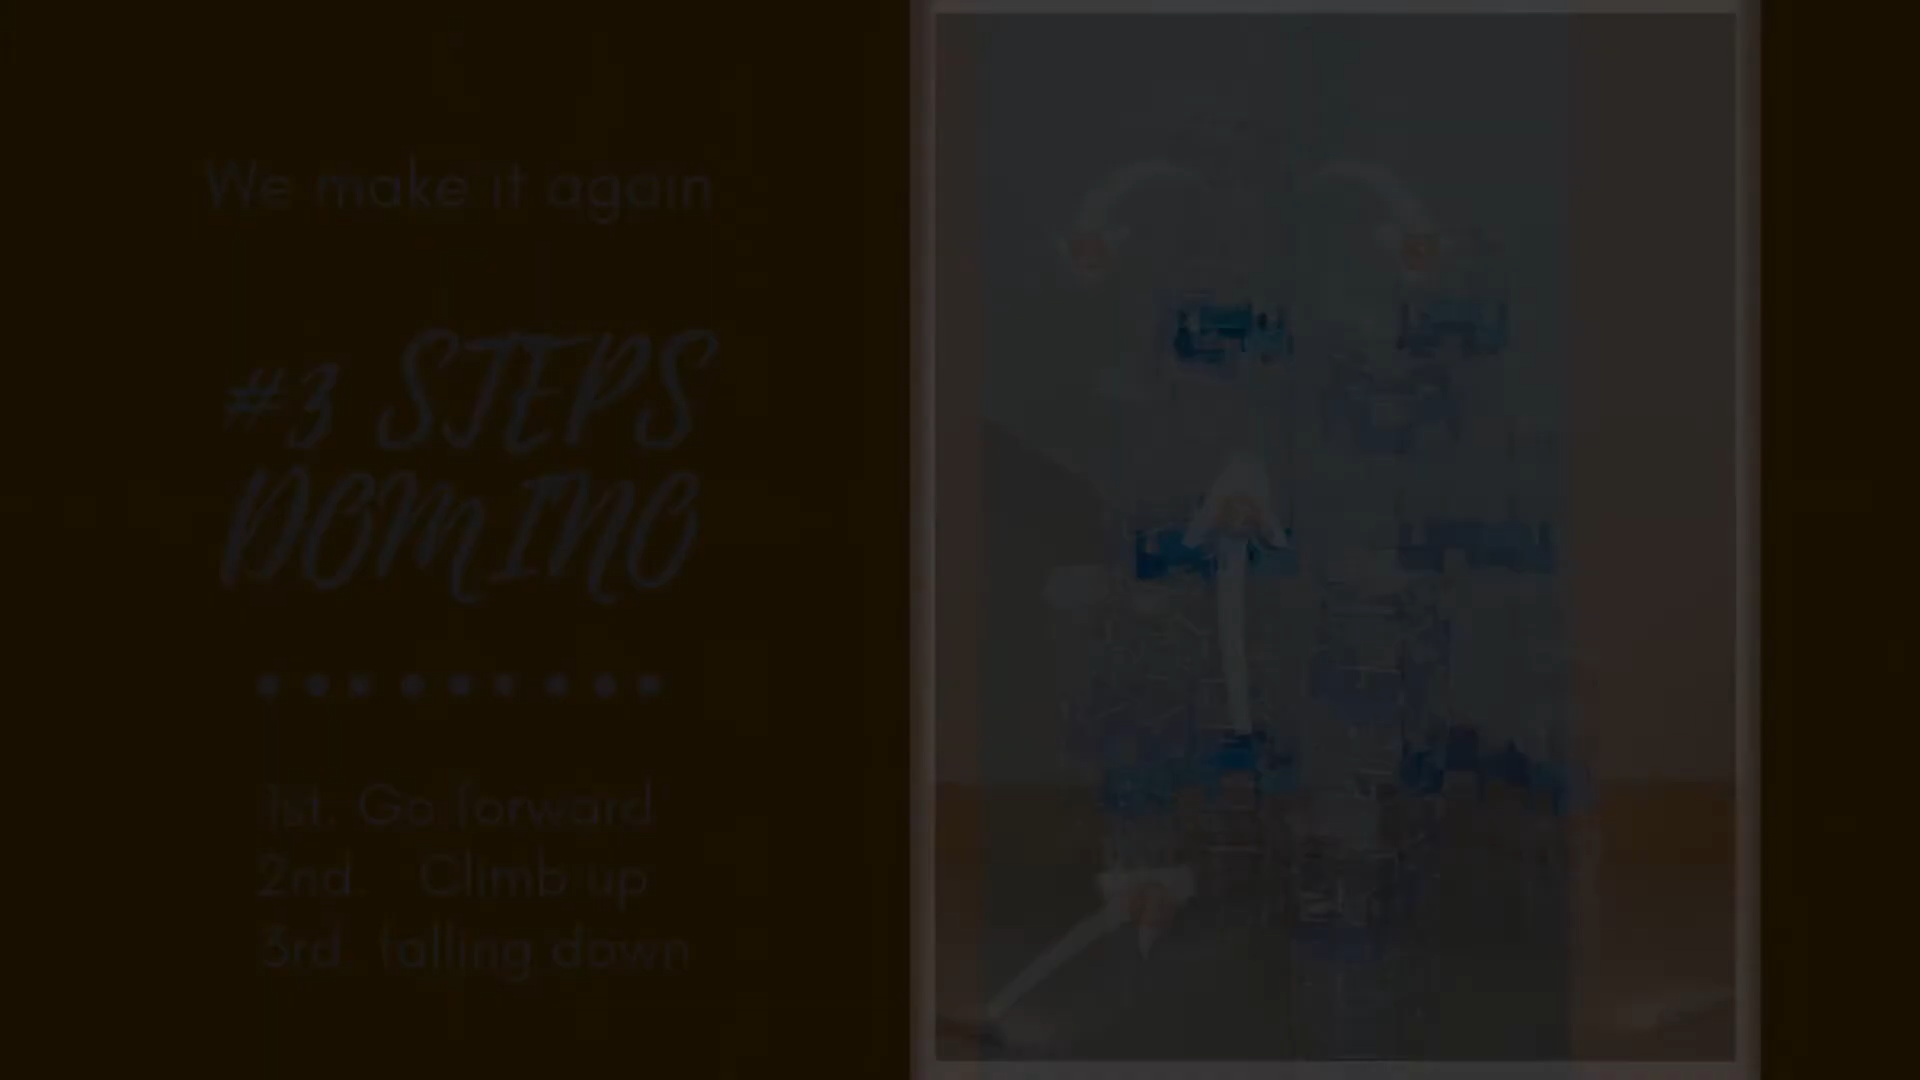 We make it again
#3 STEPS
DOMINO
1st. Go forward
2nd. Climb up
3rd. falling down